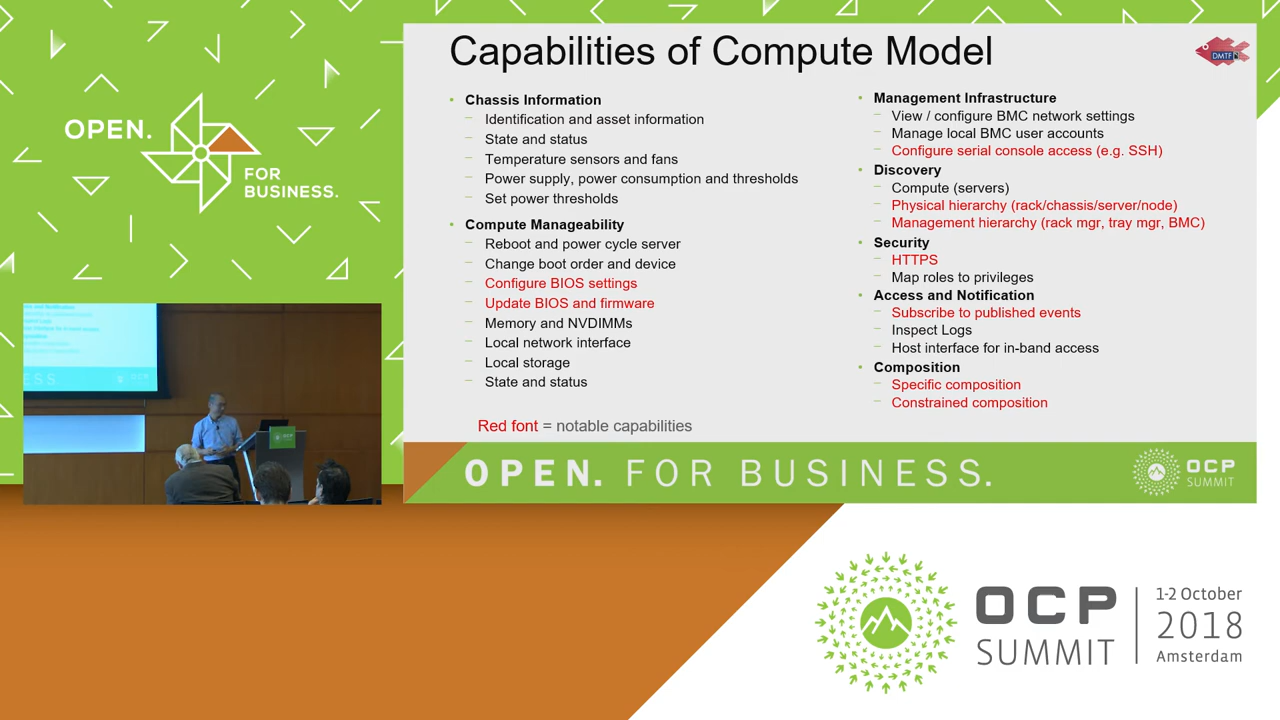 OPEN.
FOR
BUSINESS.
Capabilities of Compute Model
DMTF
• Chassis Information
– Identification and asset information
– State and status
– Temperature sensors and fans
– Power supply, power consumption and thresholds
– Set power thresholds
• Compute Manageability
– Reboot and power cycle server
– Change boot order and device
– Configure BIOS settings
– Update BIOS and firmware
– Memory and NVDIMMs
– Local network interface
– Local storage
– State and status
Red font = notable capabilities
• Management Infrastructure
– View / configure BMC network settings
– Manage local BMC user accounts
– Configure serial console access (e.g. SSH)
• Discovery
– Compute (servers)
– Physical hierarchy (rack/chassis/server/node)
– Management hierarchy (rack mgr, tray mgr, BMC)
• Security
– HTTPS
– Map roles to privileges
• Access and Notification
– Subscribe to published events
– Inspect Logs
– Host interface for in-band access
• Composition
– Specific composition
– Constrained composition
OPEN. FOR BUSINESS.
OCP
SUMMIT
ESS
OCP
OCP
OCP
SUMMIT
1-2 October
2018
Amsterdam